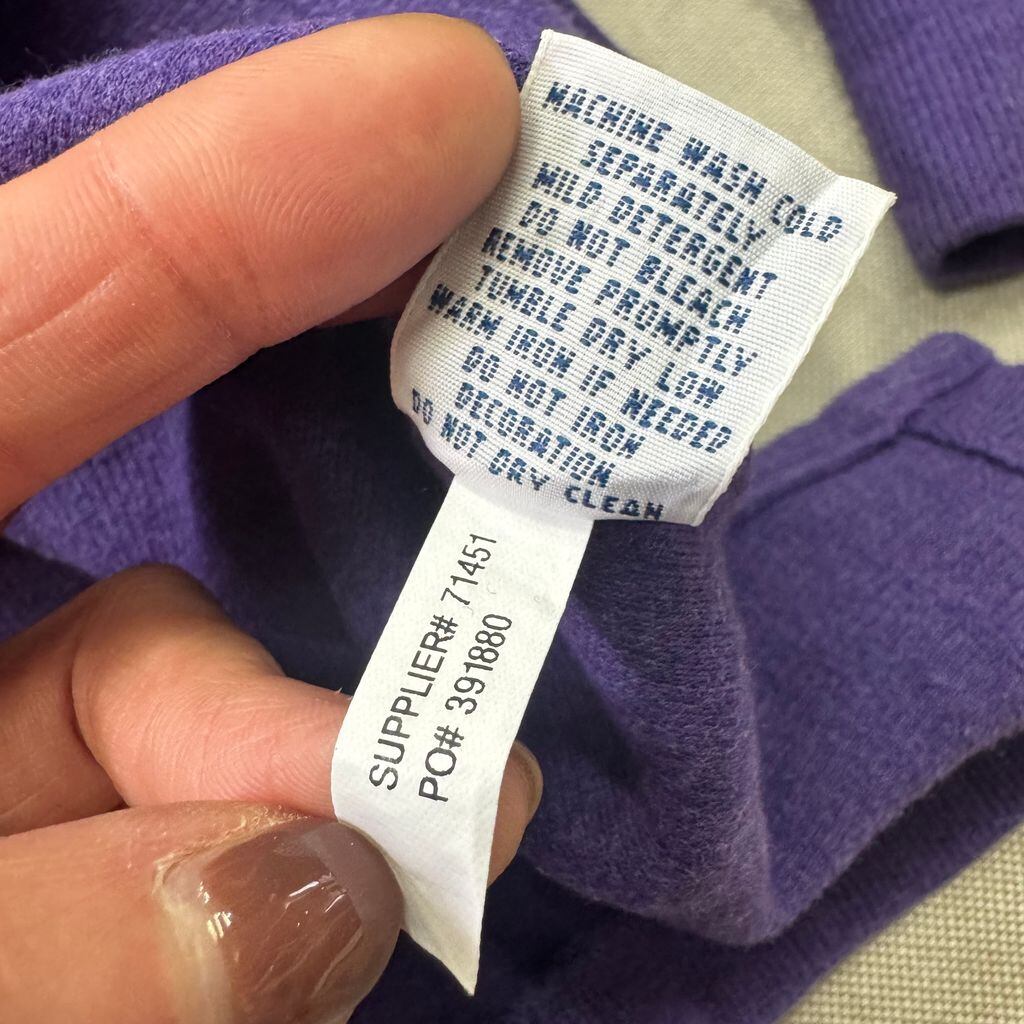 MACHINE WASH COLD
SEPARATELY
MILD DETERGENT
DO NOT BLEACH
REMOVE PROMPTLY
TUMBLE DRY LOW
WARM IRON IF NEEDED
DO NOT IRON
DECORATION
DO NOT DRY CLEAN
SUPPLIER# 71451
PO# 391880